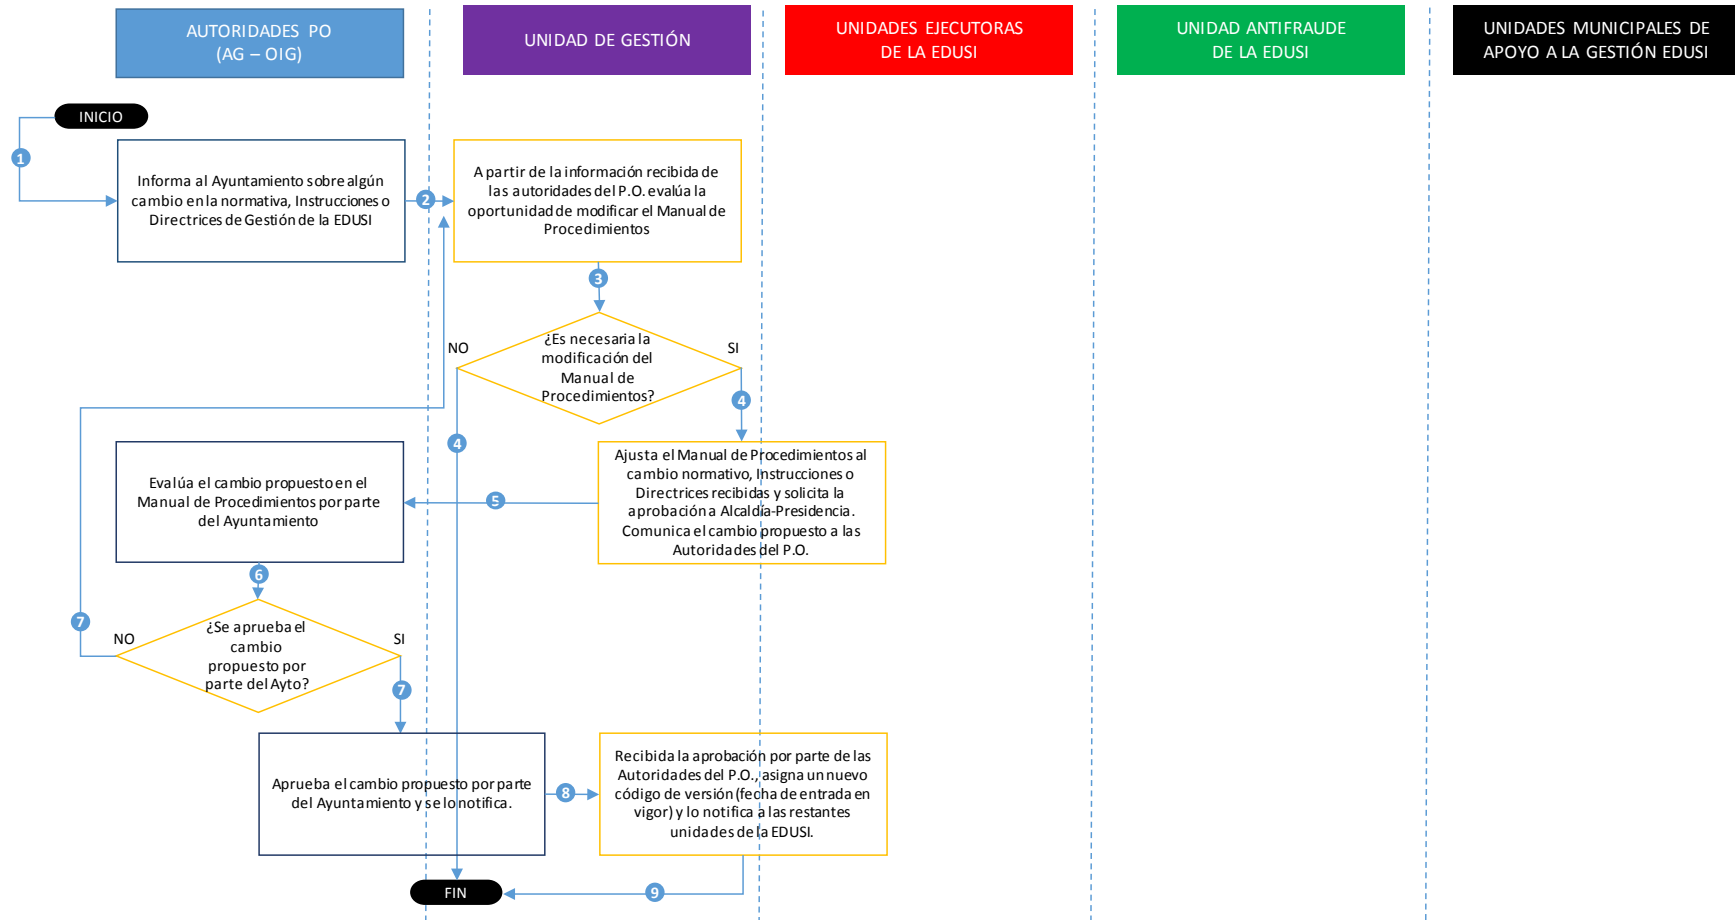 AUTORIDADES PO
(AG – OIG)
UNIDAD DE GESTIÓN
UNIDADES EJECUTORAS
DE LA EDUSI
UNIDAD ANTIFRAUDE
DE LA EDUSI
UNIDADES MUNICIPALES DE
APOYO A LA GESTIÓN EDUSI
INICIO
1
Informa al Ayuntamiento sobre algún
cambio en la normativa, Instrucciones o
Directrices de Gestión de la EDUSI
2
A partir de la información recibida de
las autoridades del P.O. evalúa la
oportunidad de modificar el Manual de
Procedimientos
3
NO
¿Es necesaria la
modificación del
Manual de
Procedimientos?
SI
4
4
Ajusta el Manual de Procedimientos al
cambio normativo, Instrucciones o
Directrices recibidas y solicita la
aprobación a Alcaldía-Presidencia.
Comunica el cambio propuesto a las
Autoridades del P.O.
5
Evalúa el cambio propuesto en el
Manual de Procedimientos por parte
del Ayuntamiento
6
7
NO
¿Se aprueba el
cambio
propuesto por
parte del Ayto?
SI
7
Aprueba el cambio propuesto por parte
del Ayuntamiento y se lo notifica.
8
Recibida la aprobación por parte de las
Autoridades del P.O., asigna un nuevo
código de versión (fecha de entrada en
vigor) y lo notifica a las restantes
unidades de la EDUSI.
9
FIN